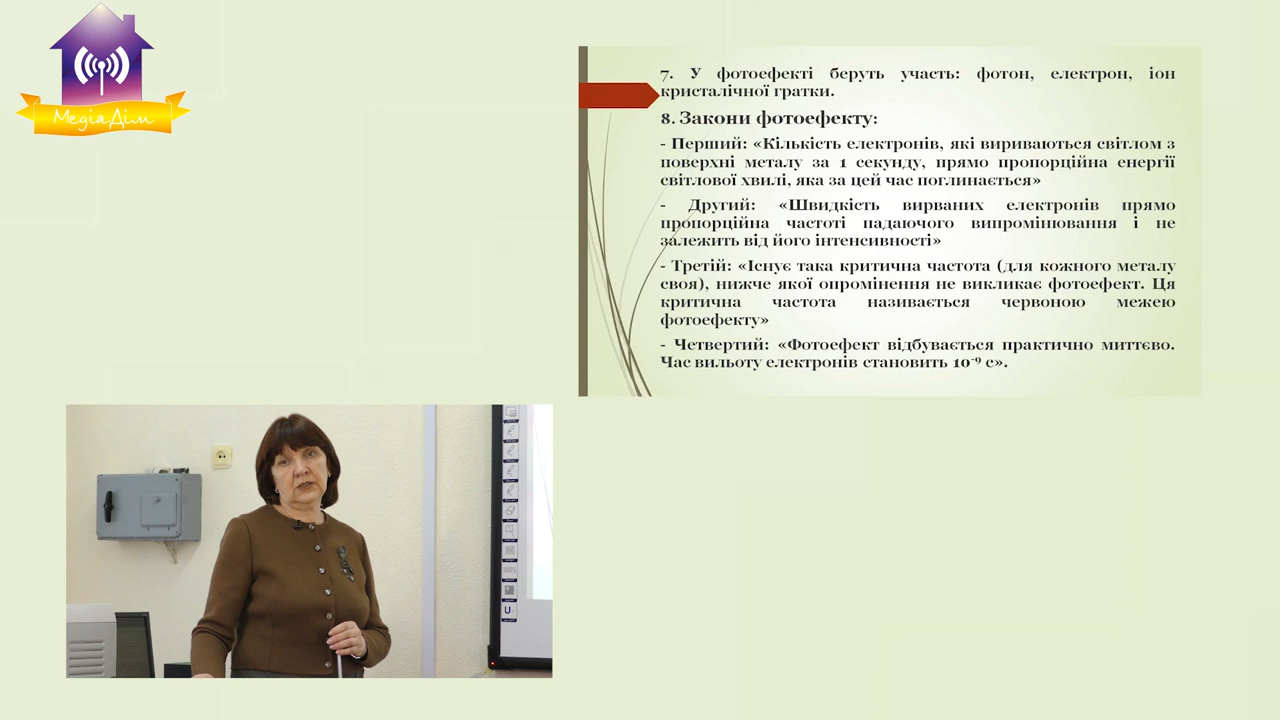 МедіаДім
7. У фотоефекті беруть участь: фотон, електрон, іон
кристалічної гратки.
8. Закони фотоефекту:
- Перший: «Кількість електронів, які вириваються світлом з
поверхні металу за 1 секунду, прямо пропорційна енергії
світлової хвилі, яка за цей час поглинається»
- Другий: «Швидкість вирваних електронів прямо
пропорційна частоті падаючого випромінювання і не
залежить від його інтенсивності»
- Третій: «Існує така критична частота (для кожного металу
своя), нижче якої опромінення не викликає фотоефект. Ця
критична частота називається червоною межею
фотоефекту»
- Четвертий: «Фотоефект відбувається практично миттєво.
Час вильоту електронів становить 10⁻⁹ с».
U